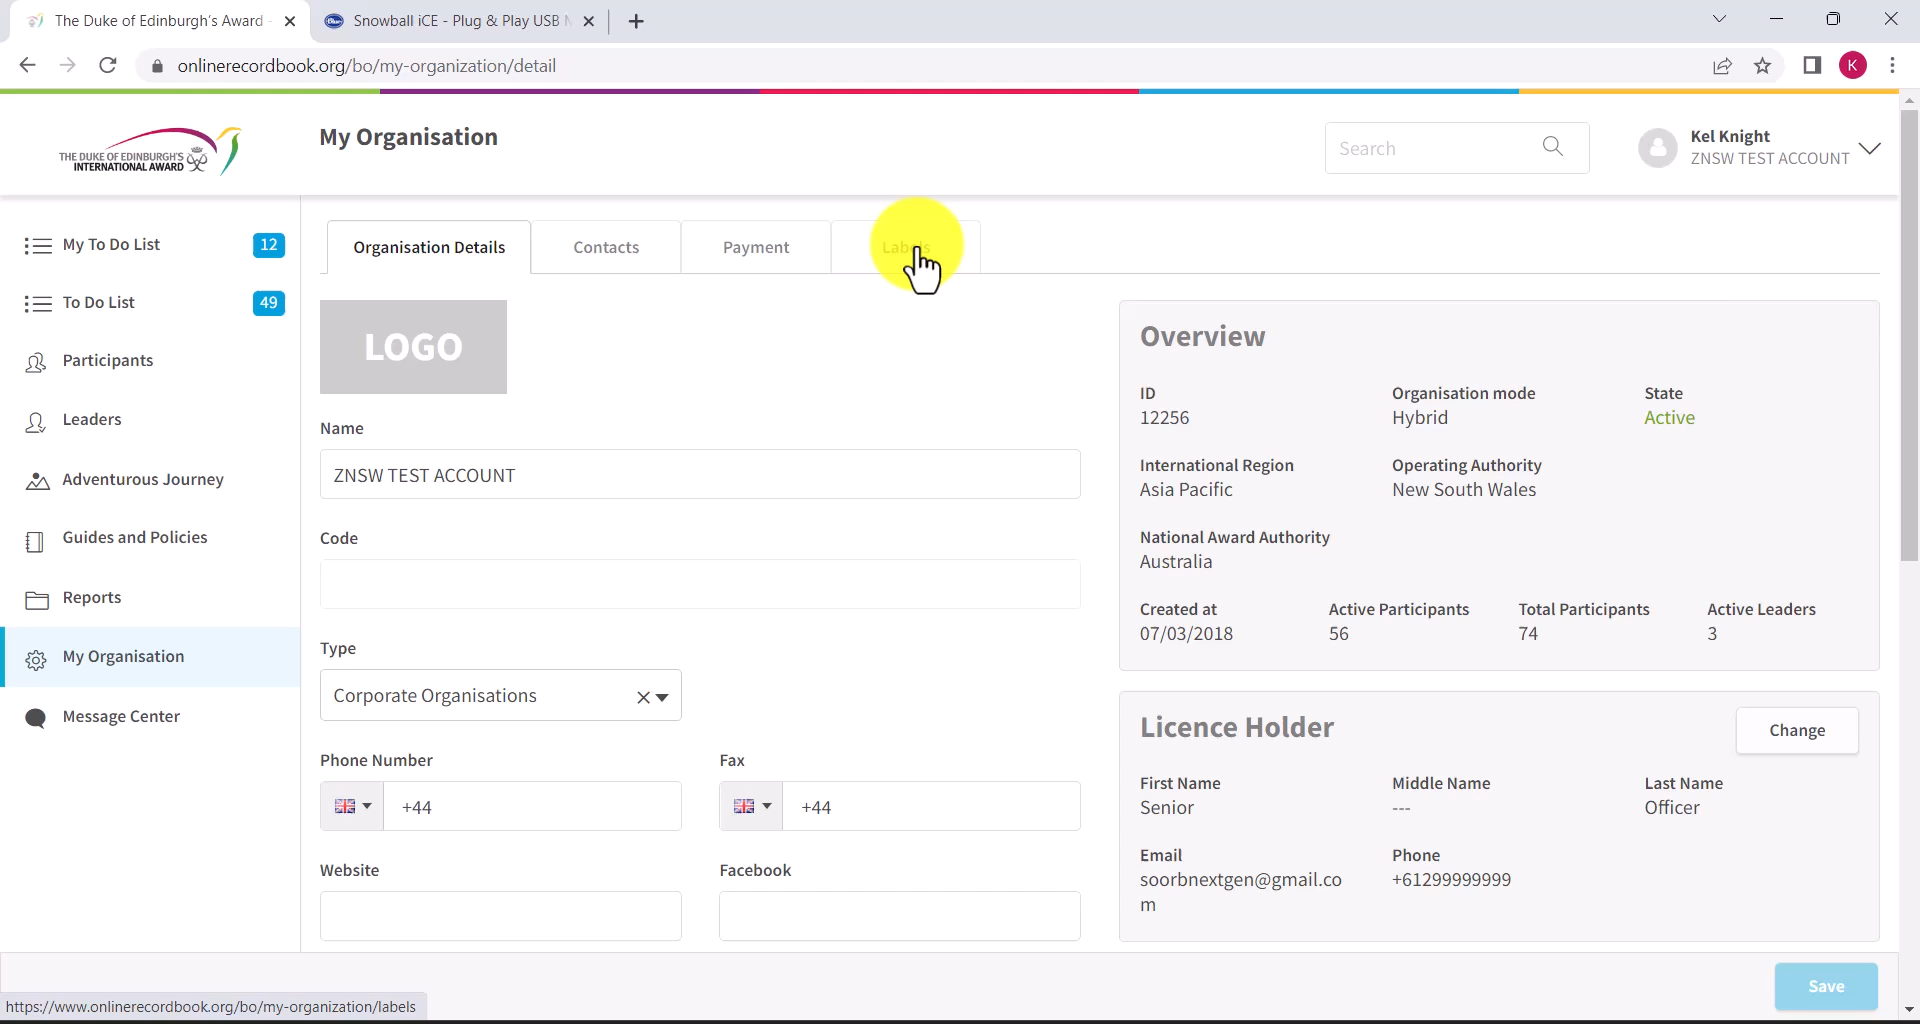 The Duke of Edinburgh's Award -
Snowball iCE - Plug & Play USB
onlinerecordbook.org/bo/my-organization/detail
K
THE DUKE OF EDINBURGH'S
INTERNATIONAL AWARD
My Organisation
Search
Kel Knight
ZNSW TEST ACCOUNT
My To Do List
12
To Do List
49
Participants
Leaders
Adventurous Journey
Guides and Policies
Reports
My Organisation
Message Center
Organisation Details
Contacts
Payment
Labels
LOGO
Name
ZNSW TEST ACCOUNT
Code
Type
Corporate Organisations
Phone Number
Fax
+44
+44
Website
Facebook
Overview
ID
Organisation mode
State
12256
Hybrid
Active
International Region
Operating Authority
Asia Pacific
New South Wales
National Award Authority
Australia
Created at
Active Participants
Total Participants
Active Leaders
07/03/2018
56
74
3
Licence Holder
Change
First Name
Middle Name
Last Name
Senior
---
Officer
Email
Phone
soorbnextgen@gmail.co
m
+61299999999
Save
https://www.onlinerecordbook.org/bo/my-organization/labels